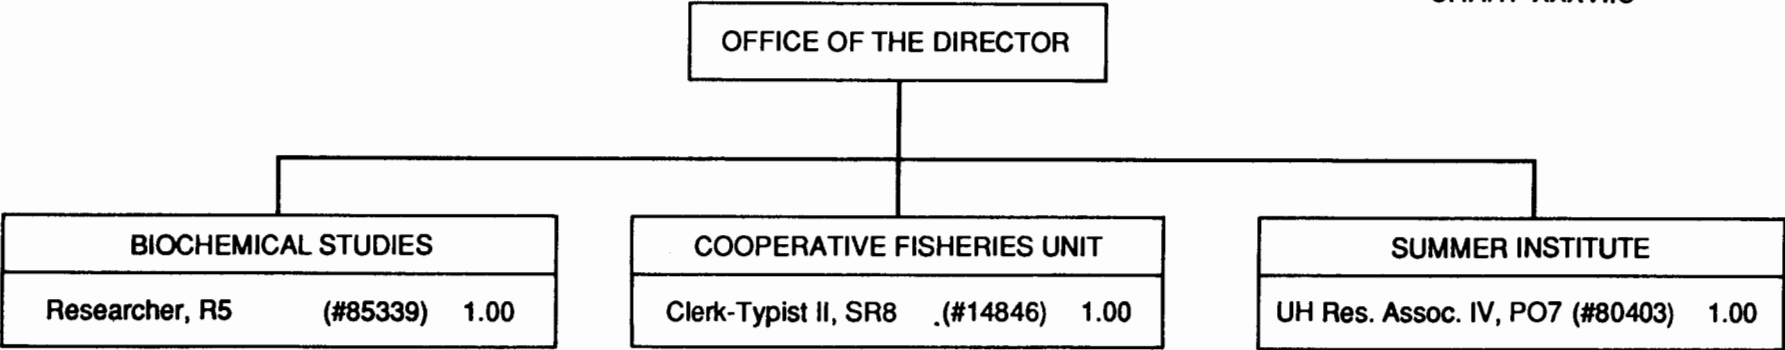 OFFICE OF THE DIRECTOR
BIOCHEMICAL STUDIES
Researcher, R5 (#85339) 1.00
COOPERATIVE FISHERIES UNIT
Clerk-Typist II, SR8 (#14846) 1.00
SUMMER INSTITUTE
UH Res. Assoc. IV, PO7 (#80403) 1.00